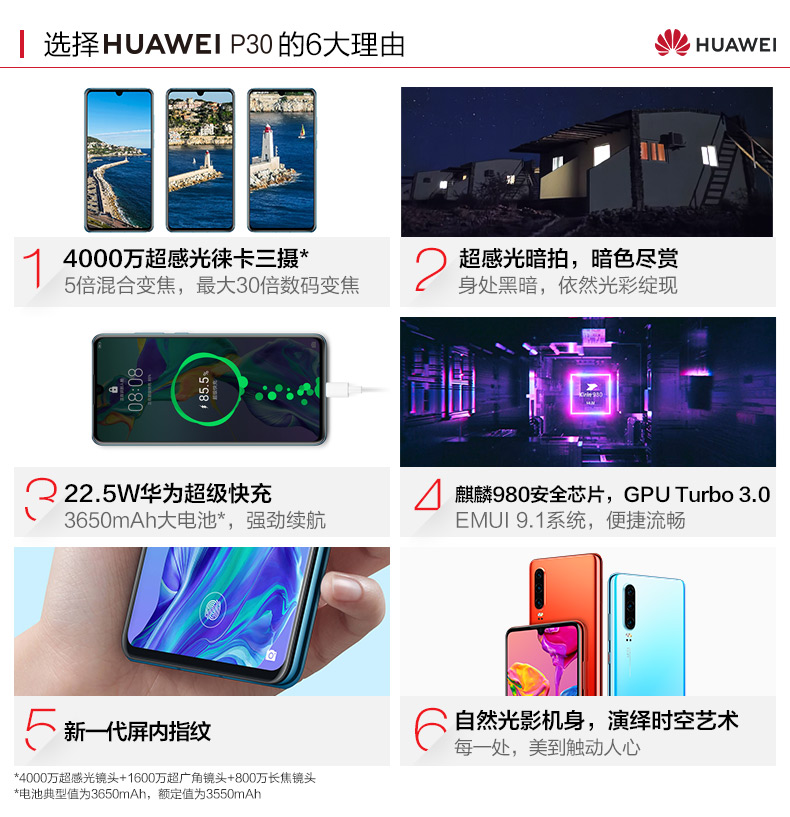 选择HUAWEI P30的6大理由
HUAWEI
1
4000万超感光徕卡三摄*
5倍混合变焦，最大30倍数码变焦
2
超感光暗拍，暗色尽赏
身处黑暗，依然光彩绽现
08:08
85.5%
3
22.5W华为超级快充
3650mAh大电池*，强劲续航
Kirin 980
4
麒麟980安全芯片，GPU Turbo 3.0
EMUI 9.1系统，便捷流畅
5
新一代屏内指纹
6
自然光影机身，演绎时空艺术
每一处，美到触动人心
*4000万超感光镜头+1600万超广角镜头+800万长焦镜头
*电池典型值为3650mAh，额定值为3550mAh